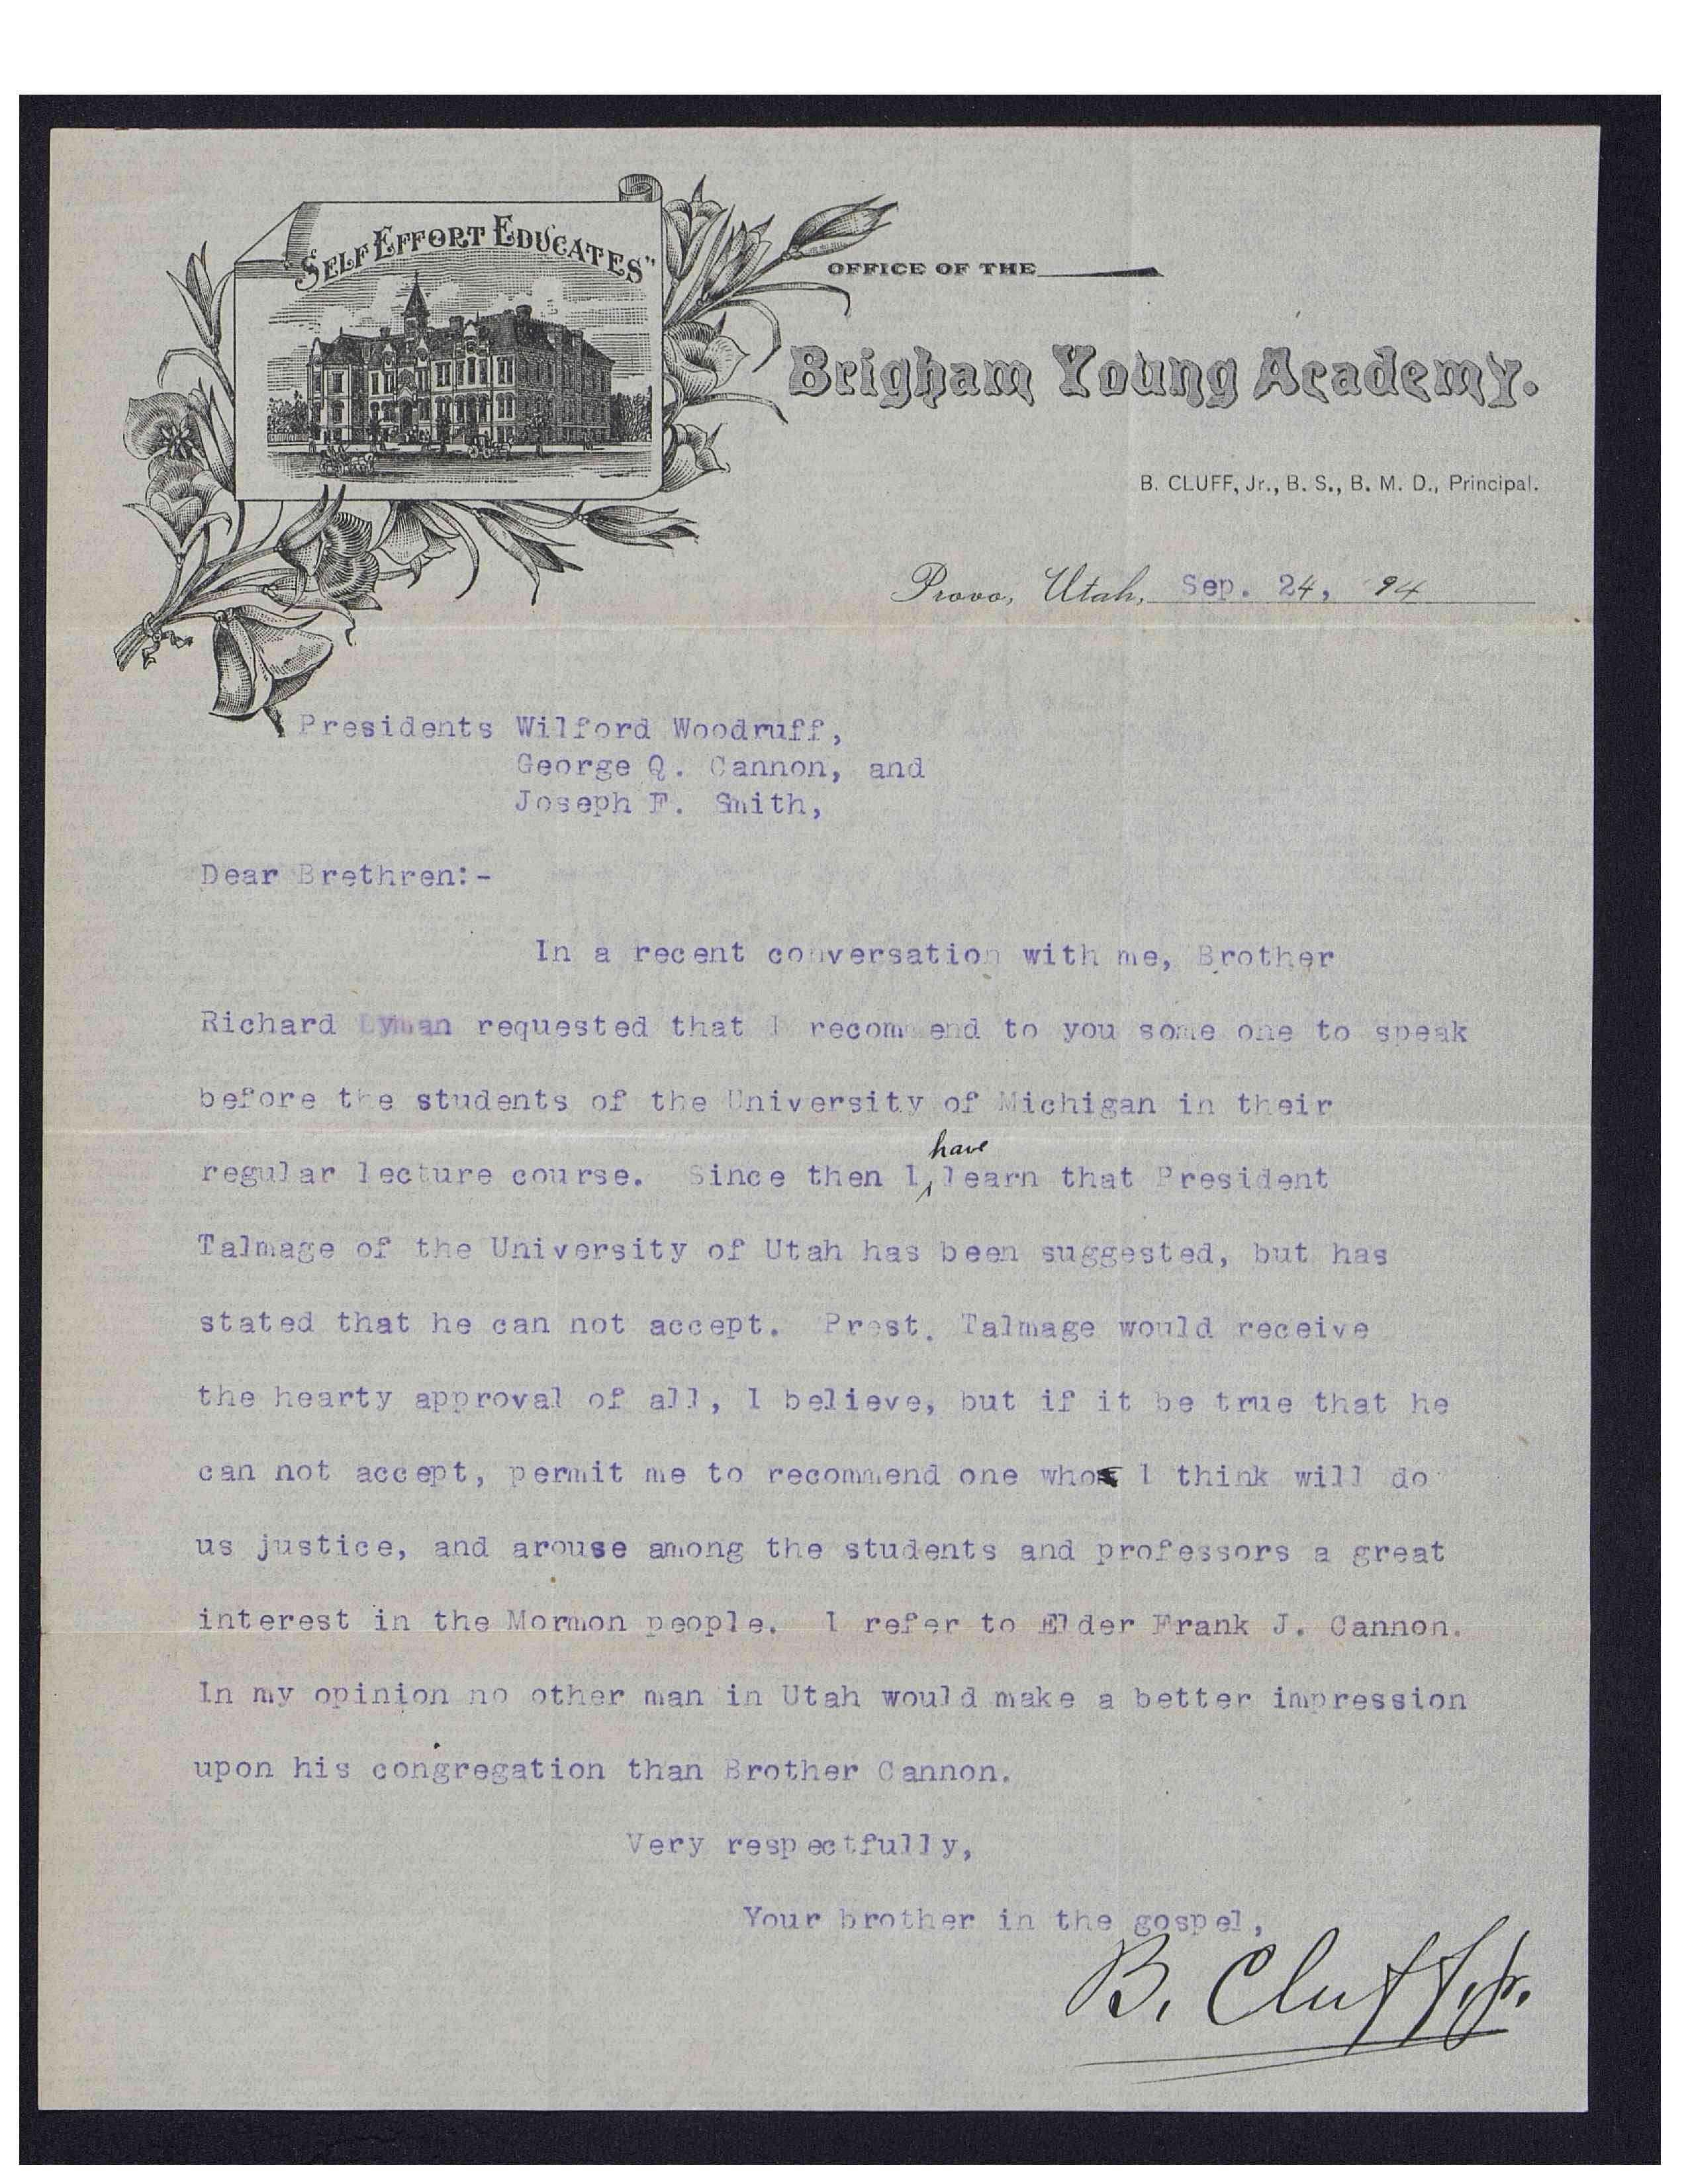 "SELF EFFORT EDUCATES"
OFFICE OF THE
Brigham Young Academy.
B. CLUFF, Jr., B. S., B. M. D., Principal.
Provo, Utah, Sep. 24, '94
Presidents Wilford Woodruff,
George Q. Cannon, and
Joseph F. Smith,
Dear Brethren:-
In a recent conversation with me, Brother
Richard Lyman requested that I recommend to you some one to speak
before the students of the University of Michigan in their
regular lecture course. Since then I have learn that President
Talmage of the University of Utah has been suggested, but has
stated that he can not accept. Prest. Talmage would receive
the hearty approval of all, I believe, but if it be true that he
can not accept, permit me to recommend one who I think will do
us justice, and arouse among the students and professors a great
interest in the Mormon people. I refer to Elder Frank J. Cannon.
In my opinion no other man in Utah would make a better impression
upon his congregation than Brother Cannon.
Very respectfully,
Your brother in the gospel,
B. Cluff, Jr.